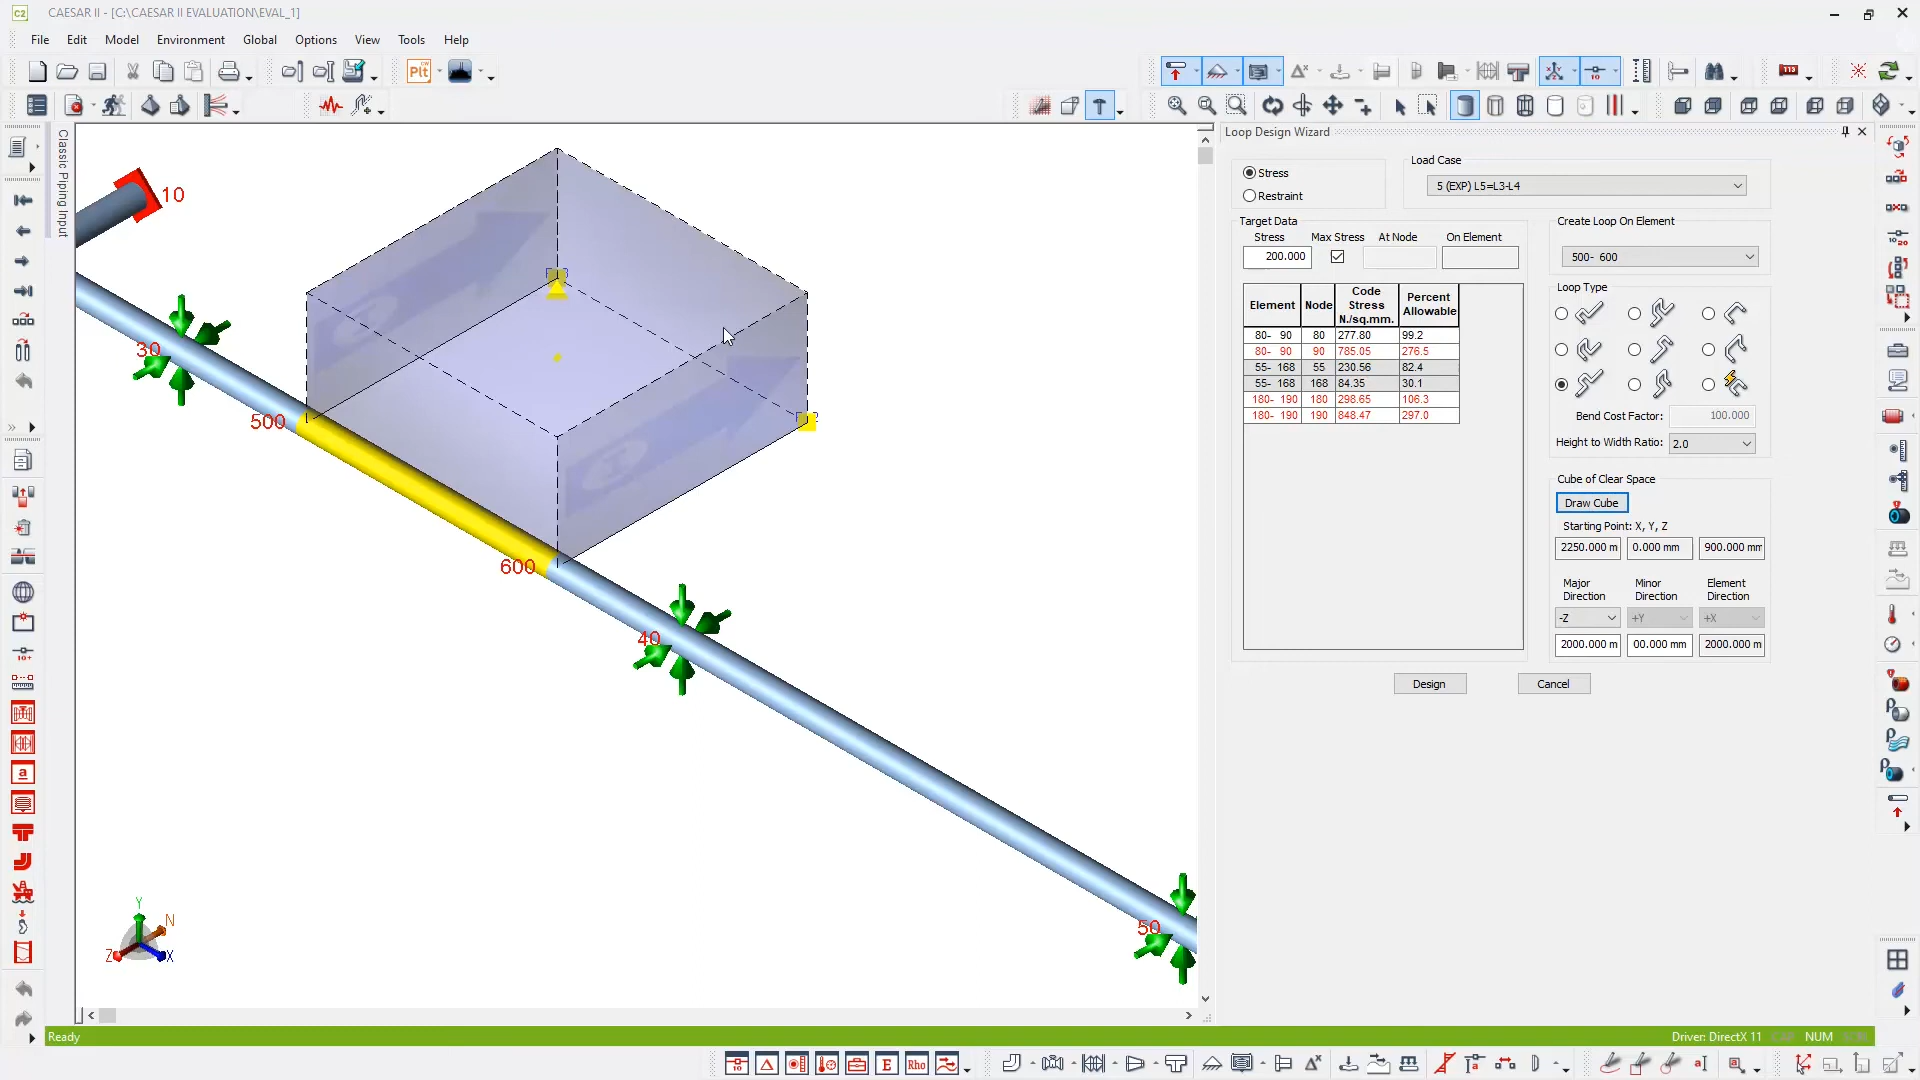 C2 CAESAR II - [C:\CAESAR II EVALUATION\EVAL_1]
File Edit Model Environment Global Options View Tools Help
Plt
Classic Piping Input
Loop Design Wizard
Stress
Restraint
Load Case
5 (EXP) L5=L3-L4
Target Data
Stress Max Stress At Node On Element
200.000
Create Loop On Element
500- 600
Element Node Code Stress N./sq.mm. Percent Allowable
80- 90 80 277.80 99.2
80- 90 90 785.05 276.5
55- 168 55 230.56 82.4
55- 168 168 84.35 30.1
180- 190 180 298.65 106.3
180- 190 190 848.47 297.0
Loop Type
Bend Cost Factor: 100.000
Height to Width Ratio: 2.0
Cube of Clear Space
Draw Cube
Starting Point: X, Y, Z
2250.000 m 0.000 mm 900.000 mm
Major Direction Minor Direction Element Direction
-Z +Y +X
2000.000 m 00.000 mm 2000.000 m
Design Cancel
10
30
500
600
40
50
Y
N
Z
X
a
Ready
Driver: DirectX 11 NUM
E Rho